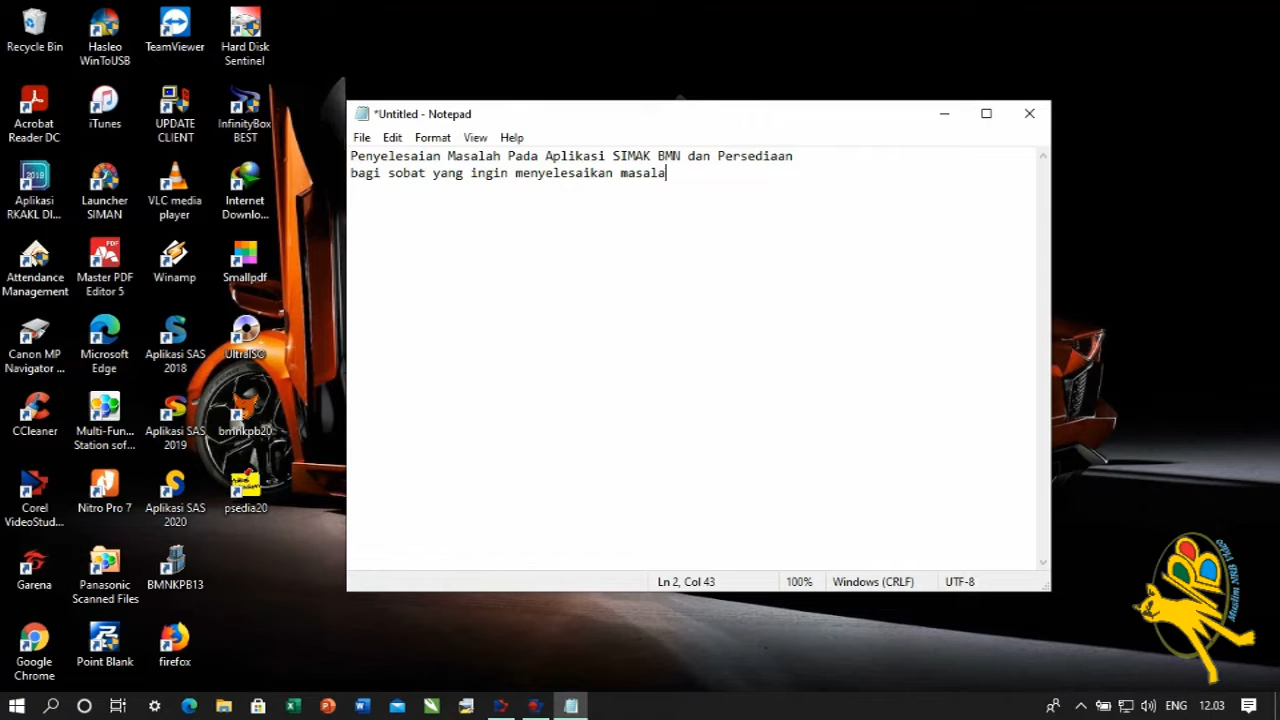 Recycle Bin
Hasleo
WinToUSB
TeamViewer
Hard Disk
Sentinel
Acrobat
Reader DC
iTunes
UPDATE
CLIENT
InfinityBox
BEST
Aplikasi
RKAKL DI...
Launcher
SIMAN
VLC media
player
Internet
Downlo...
Attendance
Management
Master PDF
Editor 5
Winamp
Smallpdf
Canon MP
Navigator ...
Microsoft
Edge
Aplikasi SAS
2018
UltraISO
CCleaner
Multi-Fun...
Station sof...
Aplikasi SAS
2019
bmnkpb20
Corel
VideoStud...
Nitro Pro 7
Aplikasi SAS
2020
psedia20
Garena
Panasonic
Scanned Files
BMNKPB13
Google
Chrome
Point Blank
firefox
*Untitled - Notepad
File Edit Format View Help
Penyelesaian Masalah Pada Aplikasi SIMAK BMN dan Persediaan
bagi sobat yang ingin menyelesaikan masala
Ln 2, Col 43 100% Windows (CRLF) UTF-8
Muslim NRB Video
ENG 12.03